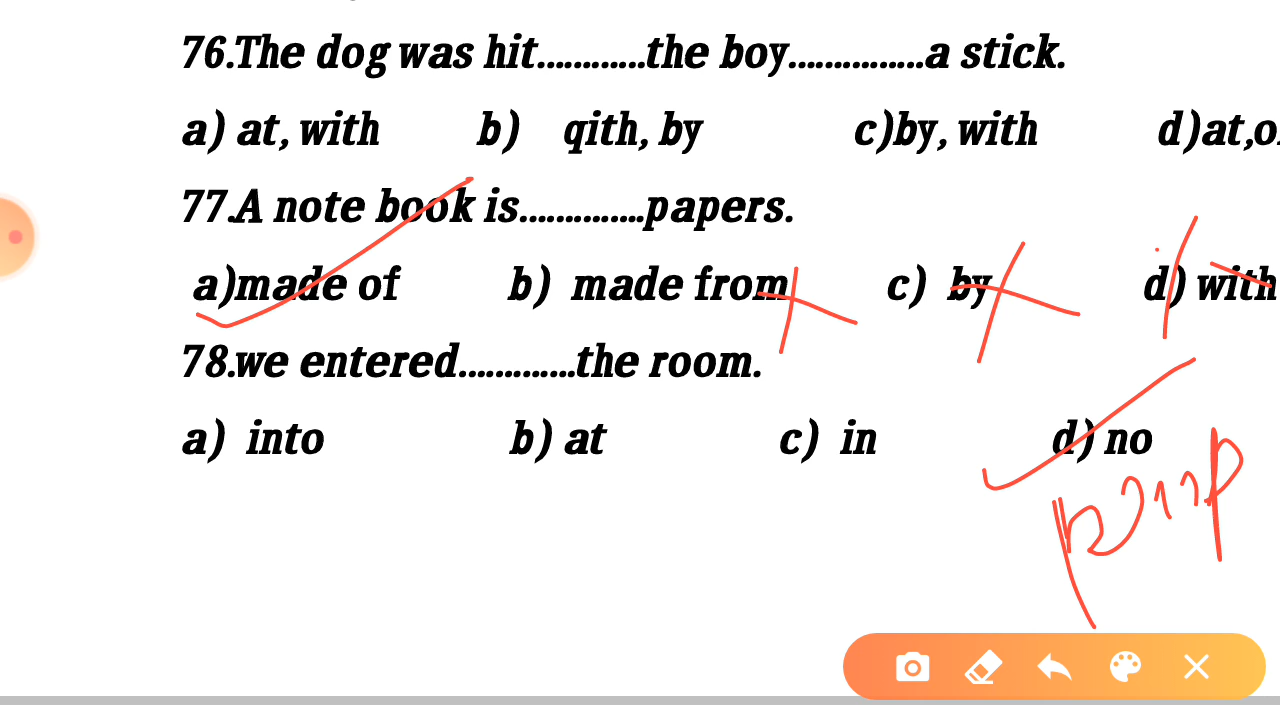 76.The dog was hit............the boy...............a stick.
a) at, with b) qith, by c)by, with d)at,o
77.A note book is..............papers.
a)made of b) made from c) by d) with
78.we entered.............the room.
a) into b) at c) in d) no